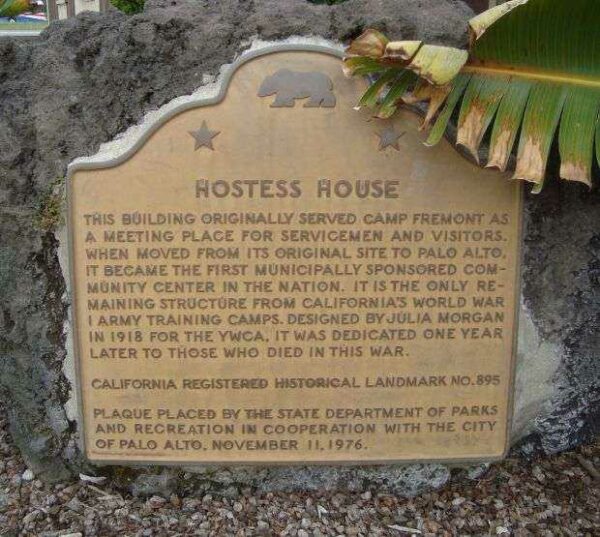 HOSTESS HOUSE
THIS BUILDING ORIGINALLY SERVED CAMP FREMONT AS
A MEETING PLACE FOR SERVICEMEN AND VISITORS.
WHEN MOVED FROM ITS ORIGINAL SITE TO PALO ALTO,
IT BECAME THE FIRST MUNICIPALLY SPONSORED COM-
MUNITY CENTER IN THE NATION. IT IS THE ONLY RE-
MAINING STRUCTURE FROM CALIFORNIA'S WORLD WAR
I ARMY TRAINING CAMPS. DESIGNED BY JULIA MORGAN
IN 1918 FOR THE YWCA, IT WAS DEDICATED ONE YEAR
LATER TO THOSE WHO DIED IN THIS WAR.
CALIFORNIA REGISTERED HISTORICAL LANDMARK NO. 895
PLAQUE PLACED BY THE STATE DEPARTMENT OF PARKS
AND RECREATION IN COOPERATION WITH THE CITY
OF PALO ALTO, NOVEMBER 11, 1976.